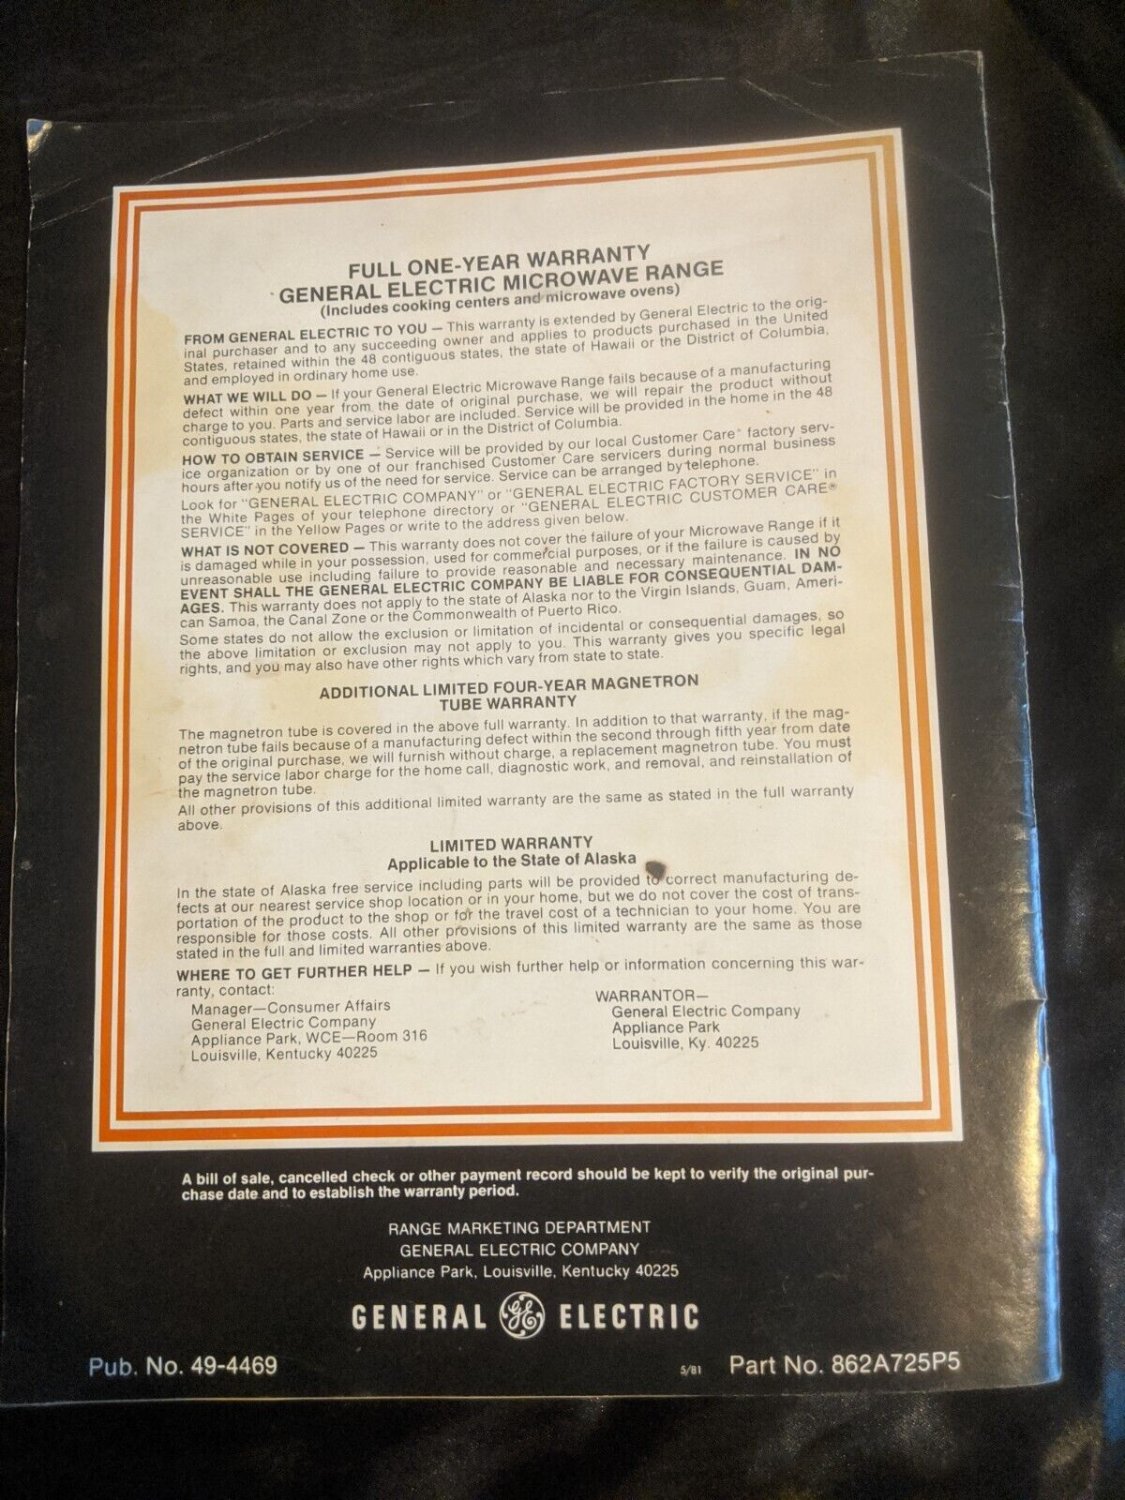 FULL ONE-YEAR WARRANTY
GENERAL ELECTRIC MICROWAVE RANGE
(Includes cooking centers and microwave ovens)
FROM GENERAL ELECTRIC TO YOU — This warranty is extended by General Electric to the orig-
inal purchaser and to any succeeding owner and applies to products purchased in the United
States, retained within the 48 contiguous states, the state of Hawaii or the District of Columbia,
and employed in ordinary home use.
WHAT WE WILL DO — If your General Electric Microwave Range fails because of a manufacturing
defect within one year from the date of original purchase, we will repair the product without
charge to you. Parts and service labor are included. Service will be provided in the home in the 48
contiguous states, the state of Hawaii or in the District of Columbia.
HOW TO OBTAIN SERVICE — Service will be provided by our local Customer Care® factory serv-
ice organization or by one of our franchised Customer Care servicers during normal business
hours after you notify us of the need for service. Service can be arranged by telephone.
Look for "GENERAL ELECTRIC COMPANY" or "GENERAL ELECTRIC FACTORY SERVICE" in
the White Pages of your telephone directory or "GENERAL ELECTRIC CUSTOMER CARE®
SERVICE" in the Yellow Pages or write to the address given below.
WHAT IS NOT COVERED — This warranty does not cover the failure of your Microwave Range if it
is damaged while in your possession, used for commercial purposes, or if the failure is caused by
unreasonable use including failure to provide reasonable and necessary maintenance. IN NO
EVENT SHALL THE GENERAL ELECTRIC COMPANY BE LIABLE FOR CONSEQUENTIAL DAM-
AGES. This warranty does not apply to the state of Alaska nor to the Virgin Islands, Guam, Ameri-
can Samoa, the Canal Zone or the Commonwealth of Puerto Rico.
Some states do not allow the exclusion or limitation of incidental or consequential damages, so
the above limitation or exclusion may not apply to you. This warranty gives you specific legal
rights, and you may also have other rights which vary from state to state.
ADDITIONAL LIMITED FOUR-YEAR MAGNETRON
TUBE WARRANTY
The magnetron tube is covered in the above full warranty. In addition to that warranty, if the mag-
netron tube fails because of a manufacturing defect within the second through fifth year from date
of the original purchase, we will furnish without charge, a replacement magnetron tube. You must
pay the service labor charge for the home call, diagnostic work, and removal, and reinstallation of
the magnetron tube.
All other provisions of this additional limited warranty are the same as stated in the full warranty
above.
LIMITED WARRANTY
Applicable to the State of Alaska
In the state of Alaska free service including parts will be provided to correct manufacturing de-
fects at our nearest service shop location or in your home, but we do not cover the cost of trans-
portation of the product to the shop or for the travel cost of a technician to your home. You are
responsible for those costs. All other provisions of this limited warranty are the same as those
stated in the full and limited warranties above.
WHERE TO GET FURTHER HELP — If you wish further help or information concerning this war-
ranty, contact:
Manager—Consumer Affairs
General Electric Company
Appliance Park, WCE—Room 316
Louisville, Kentucky 40225
WARRANTOR—
General Electric Company
Appliance Park
Louisville, Ky. 40225
A bill of sale, cancelled check or other payment record should be kept to verify the original pur-
chase date and to establish the warranty period.
RANGE MARKETING DEPARTMENT
GENERAL ELECTRIC COMPANY
Appliance Park, Louisville, Kentucky 40225
GENERAL GE ELECTRIC
Pub. No. 49-4469 5/81 Part No. 862A725P5